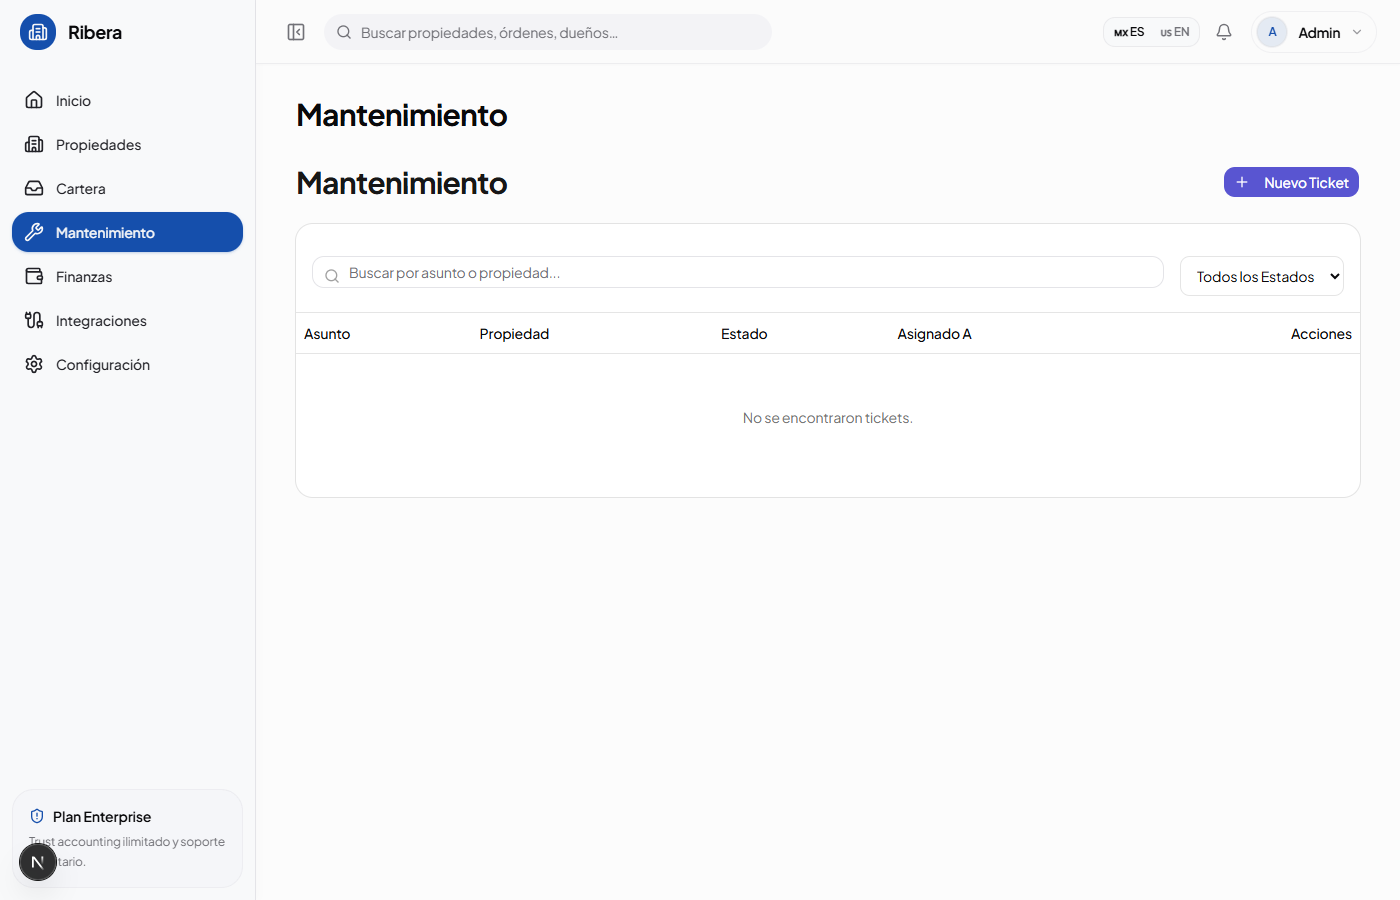 Ribera
Buscar propiedades, órdenes, dueños...
MX ES
US EN
A
Admin
Inicio
Propiedades
Cartera
Mantenimiento
Finanzas
Integraciones
Configuración
Mantenimiento
Mantenimiento
+ Nuevo Ticket
Buscar por asunto o propiedad...
Todos los Estados
Asunto Propiedad Estado Asignado A Acciones
No se encontraron tickets.
Plan Enterprise
Trust accounting ilimitado y soporte
tario.
N